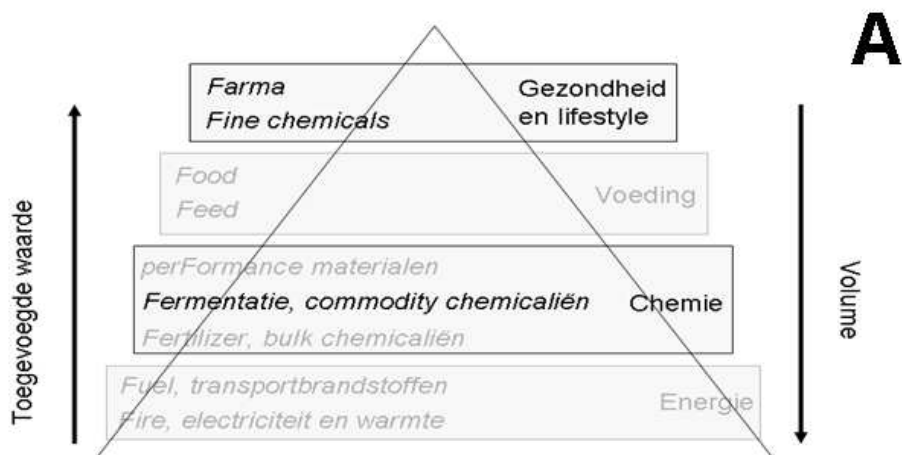 A
Farma
Fine chemicals
Gezondheid
en lifestyle
Food
Feed
Voeding
perFormance materialen
Fermentatie, commodity chemicaliën
Fertilizer, bulk chemicaliën
Chemie
Fuel, transportbrandstoffen
Fire, electriciteit en warmte
Energie
Toegevoegde waarde
Volume